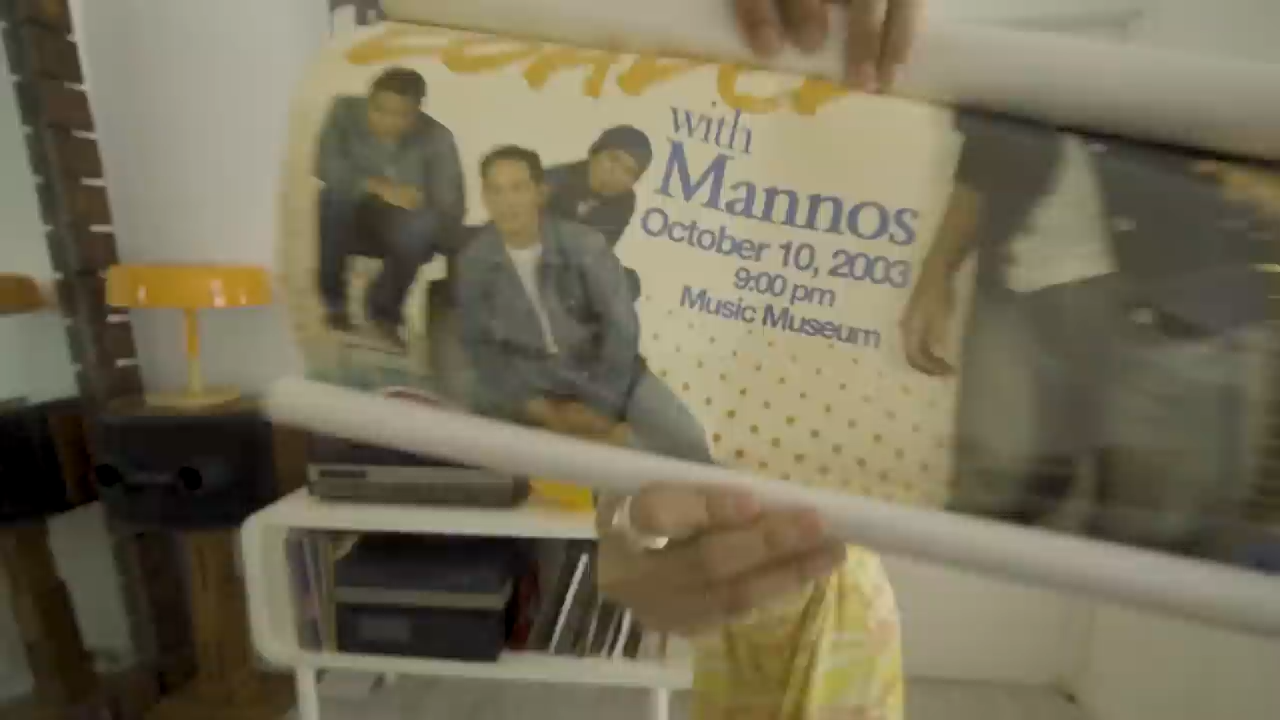 with
Mannos
October 10, 2003
9:00 pm
Music Museum